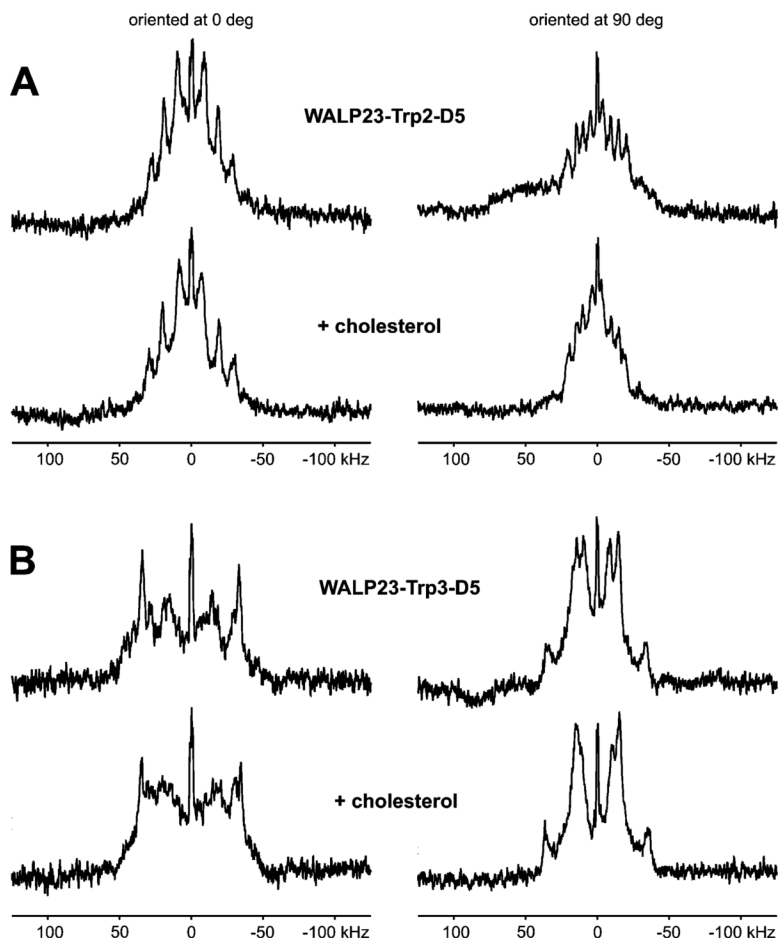 oriented at 0 deg
oriented at 90 deg
A
WALP23-Trp2-D5
+ cholesterol
100 50 0 -50 -100 kHz
100 50 0 -50 -100 kHz
B
WALP23-Trp3-D5
+ cholesterol
100 50 0 -50 -100 kHz
100 50 0 -50 -100 kHz